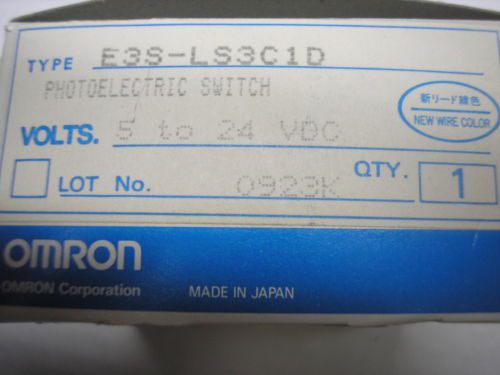 TYPE E3S-LS3C1D
PHOTOELECTRIC SWITCH
新リード線色
NEW WIRE COLOR
VOLTS. 5 to 24 VDC
LOT No. 0923K QTY. 1
OMRON
OMRON Corporation MADE IN JAPAN